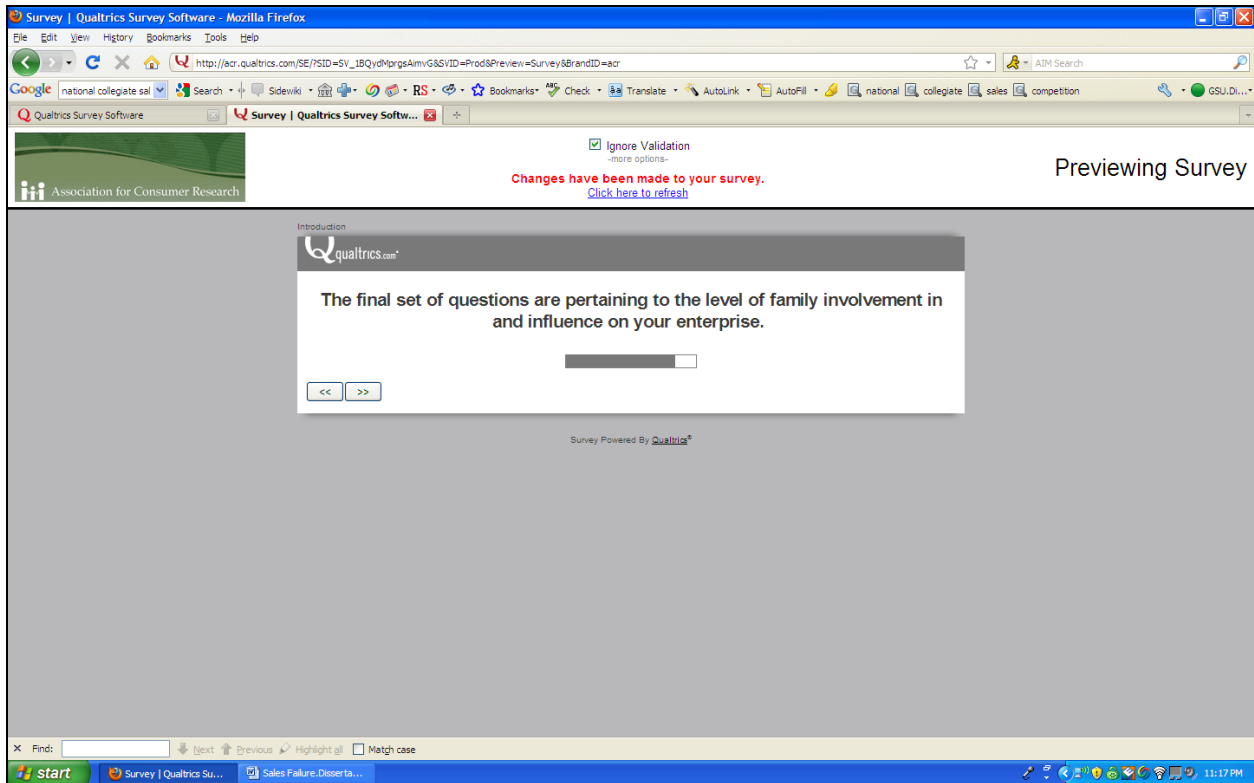 Survey | Qualtrics Survey Software - Mozilla Firefox
File Edit View History Bookmarks Tools Help
http://acr.qualtrics.com/SE/?SID=SV_1BQydMprgsAimvG&SVID=Prod&Preview=Survey&BrandID=acr AIM Search
Google national collegiate sal Search Sidewiki RS Bookmarks Check Translate AutoLink AutoFill national collegiate sales competition GSU.Di...
Qualtrics Survey Software Survey | Qualtrics Survey Softw...
Association for Consumer Research
Ignore Validation
-more options-
Changes have been made to your survey.
Click here to refresh
Previewing Survey
Introduction
qualtrics.com
The final set of questions are pertaining to the level of family involvement in
and influence on your enterprise.
<< >>
Survey Powered By Qualtrics®
× Find: Next Previous Highlight all Match case
start Survey | Qualtrics Su... Sales Failure.Disserta... 11:17 PM